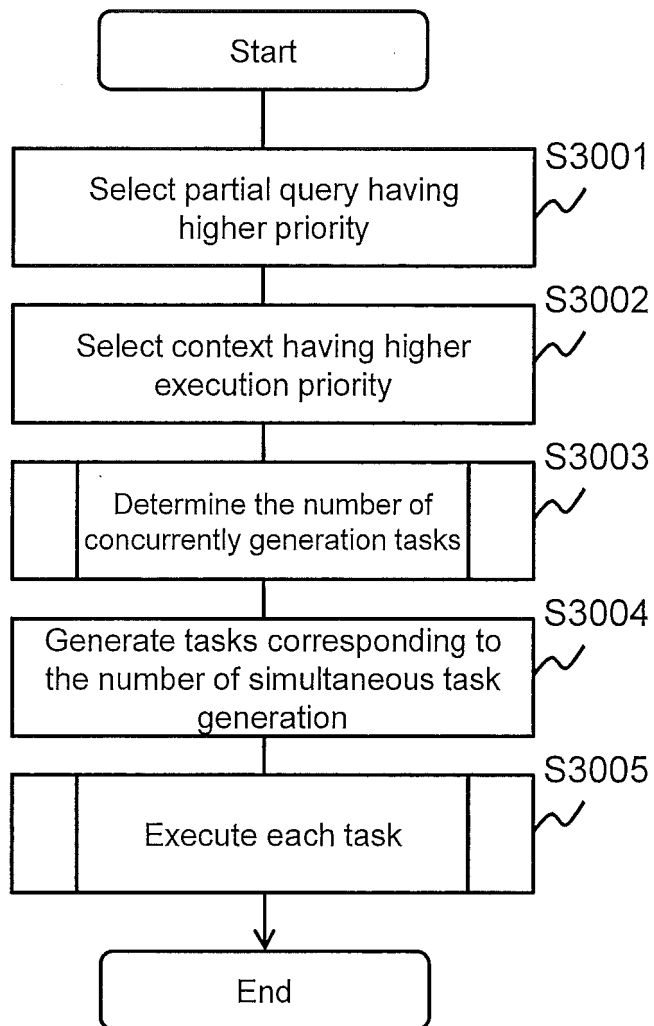 Start
S3001
Select partial query having
higher priority
S3002
Select context having higher
execution priority
S3003
Determine the number of
concurrently generation tasks
S3004
Generate tasks corresponding to
the number of simultaneous task
generation
S3005
Execute each task
End